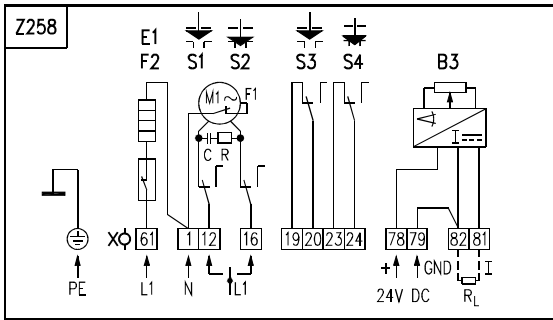 Z258
E1
F2 S1 S2 S3 S4 B3
M1~ F1
C R
I
X 61 1 12 16 19 20 23 24 78 79 82 81
+ GND I
PE L1 N L1 24V DC RL